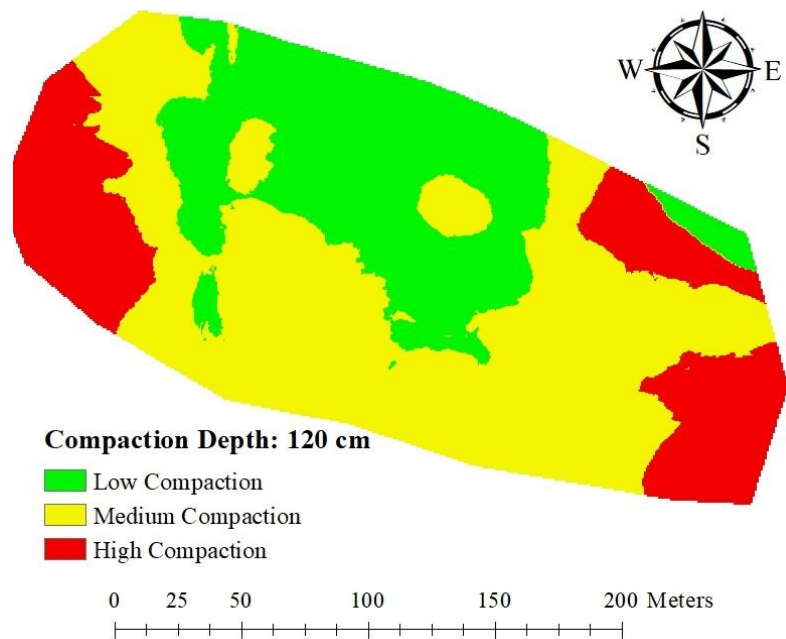 W E
S
Compaction Depth: 120 cm
Low Compaction
Medium Compaction
High Compaction
0 25 50 100 150 200 Meters